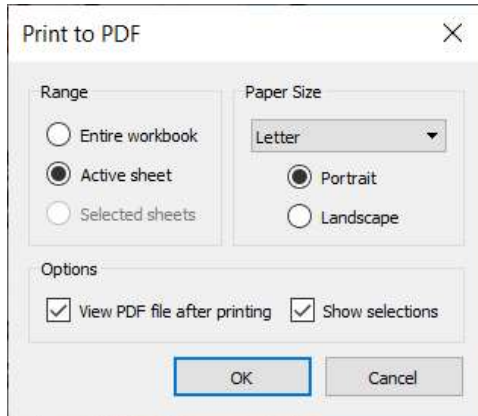 Print to PDF
Range
Entire workbook
Active sheet
Selected sheets
Paper Size
Letter
Portrait
Landscape
Options
View PDF file after printing Show selections
OK Cancel